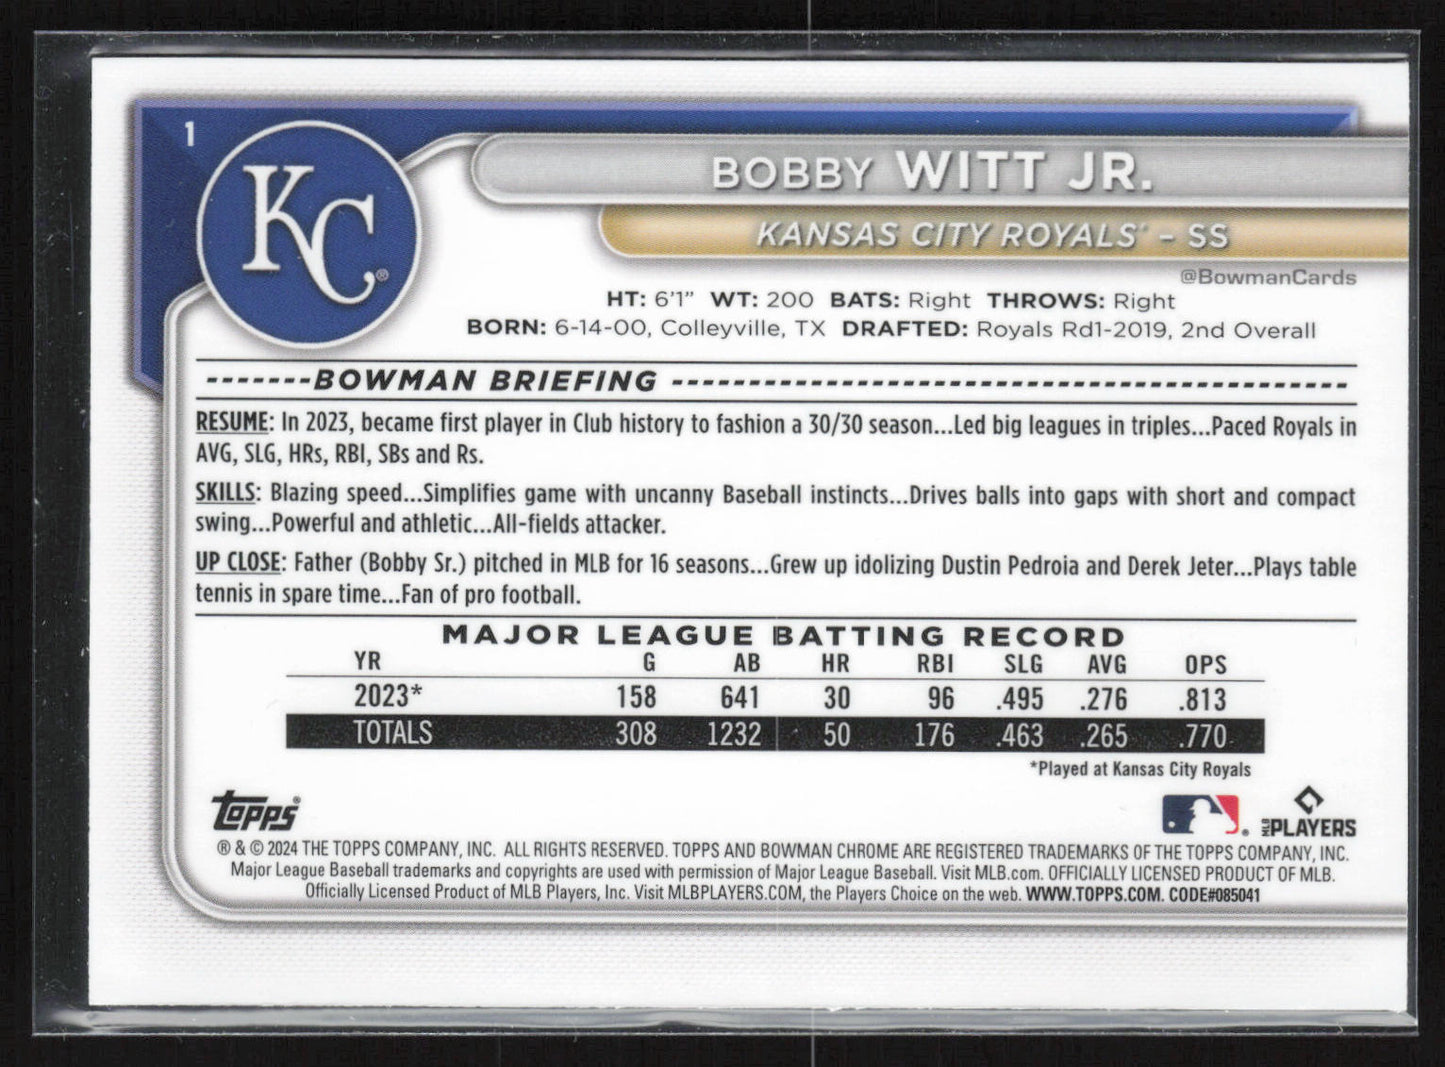 1
KC®
BOBBY WITT JR.
KANSAS CITY ROYALS® – SS
@BowmanCards
HT: 6'1" WT: 200 BATS: Right THROWS: Right
BORN: 6-14-00, Colleyville, TX DRAFTED: Royals Rd1-2019, 2nd Overall
-------BOWMAN BRIEFING --------------------------------------------
RESUME: In 2023, became first player in Club history to fashion a 30/30 season...Led big leagues in triples...Paced Royals in
AVG, SLG, HRs, RBI, SBs and Rs.
SKILLS: Blazing speed...Simplifies game with uncanny Baseball instincts...Drives balls into gaps with short and compact
swing...Powerful and athletic...All-fields attacker.
UP CLOSE: Father (Bobby Sr.) pitched in MLB for 16 seasons...Grew up idolizing Dustin Pedroia and Derek Jeter...Plays table
tennis in spare time...Fan of pro football.
MAJOR LEAGUE BATTING RECORD
YR G AB HR RBI SLG AVG OPS
2023* 158 641 30 96 .495 .276 .813
TOTALS 308 1232 50 176 .463 .265 .770
*Played at Kansas City Royals
Topps®
MLB PLAYERS
® & © 2024 THE TOPPS COMPANY, INC. ALL RIGHTS RESERVED. TOPPS AND BOWMAN CHROME ARE REGISTERED TRADEMARKS OF THE TOPPS COMPANY, INC.
Major League Baseball trademarks and copyrights are used with permission of Major League Baseball. Visit MLB.com. OFFICIALLY LICENSED PRODUCT OF MLB.
Officially Licensed Product of MLB Players, Inc. Visit MLBPLAYERS.COM, the Players Choice on the web. WWW.TOPPS.COM. CODE#085041